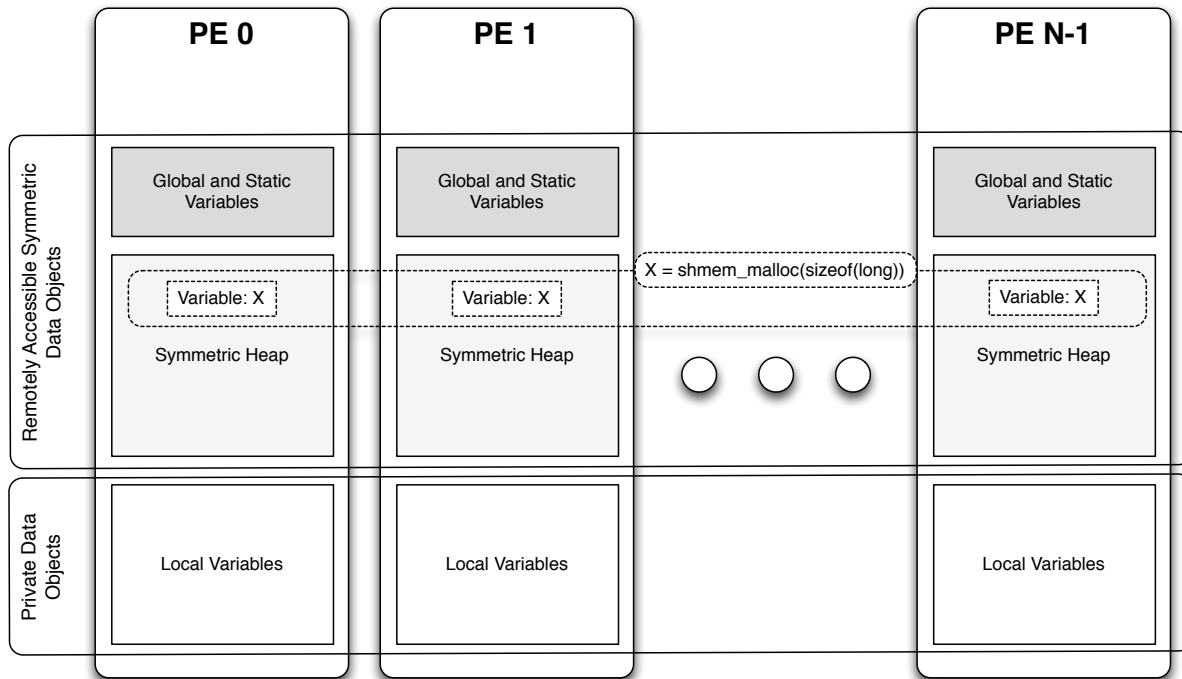 PE 0
PE 1
PE N-1
Remotely Accessible Symmetric
Data Objects
Global and Static
Variables
Global and Static
Variables
Global and Static
Variables
X = shmem_malloc(sizeof(long))
Variable: X
Variable: X
Variable: X
Symmetric Heap
Symmetric Heap
Symmetric Heap
Private Data
Objects
Local Variables
Local Variables
Local Variables